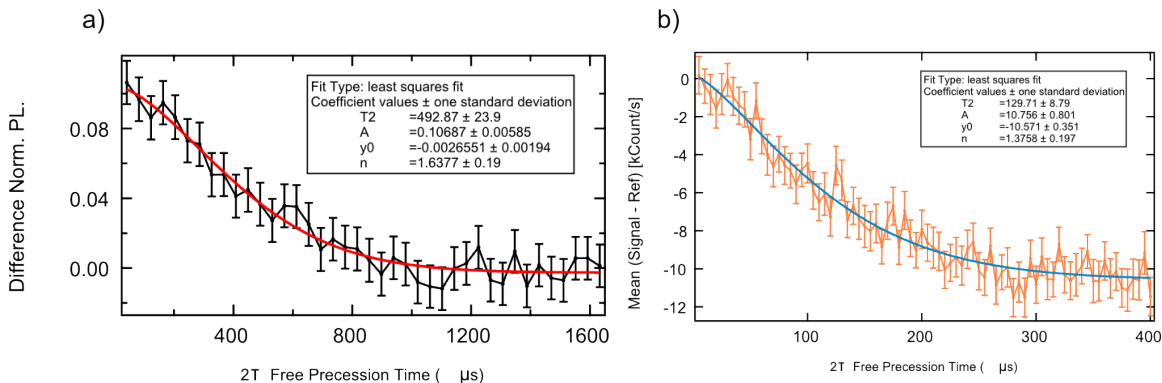 a)
Difference Norm. PL.
0.08
0.04
0.00
Fit Type: least squares fit
Coefficient values ± one standard deviation
T2 =492.87 ± 23.9
A =0.10687 ± 0.00585
y0 =-0.0026551 ± 0.00194
n =1.6377 ± 0.19
400 800 1200 1600
2τ Free Precession Time ( μs)
b)
Mean (Signal - Ref) [kCount/s]
0
-2
-4
-6
-8
-10
-12
Fit Type: least squares fit
Coefficient values ± one standard deviation
T2 =129.71 ± 8.79
A =10.756 ± 0.801
y0 =-10.571 ± 0.351
n =1.3758 ± 0.197
100 200 300 400
2τ Free Precession Time ( μs)